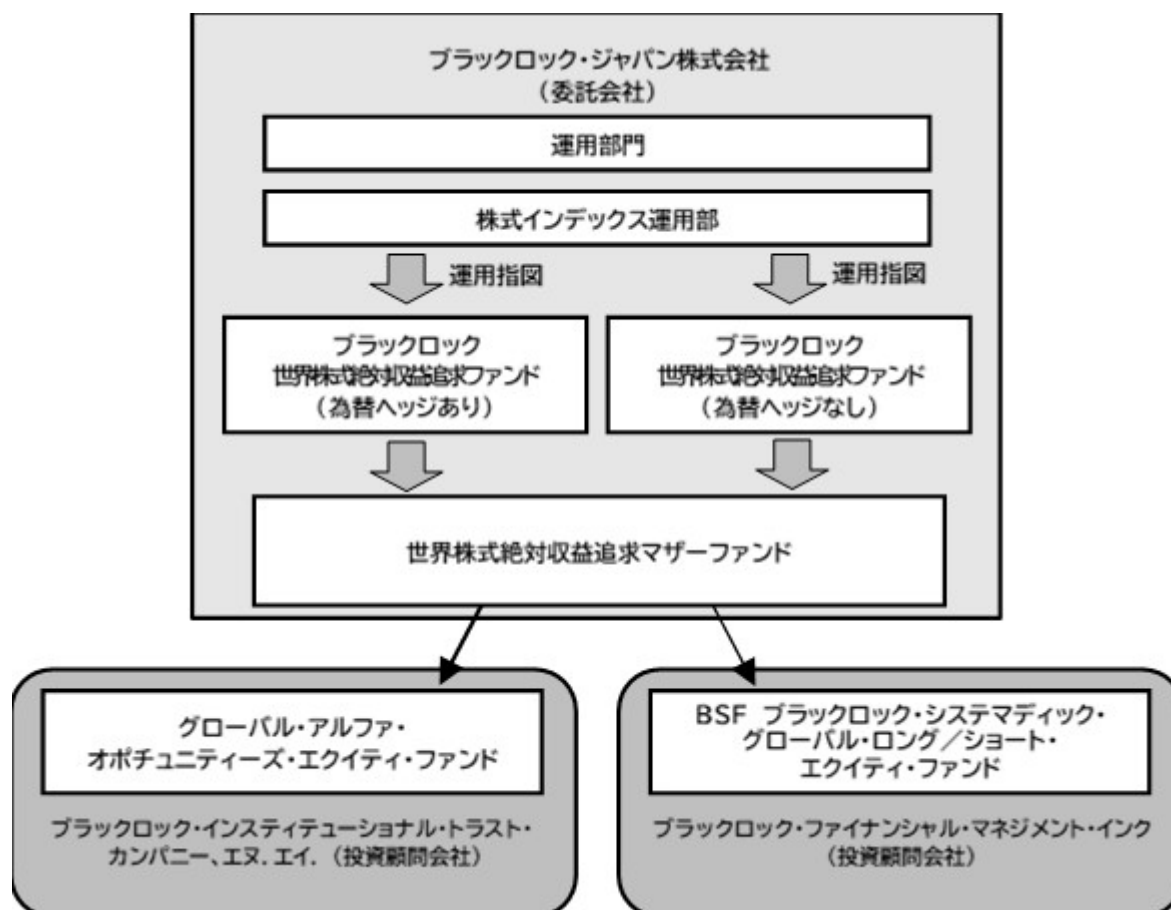 ブラックロック・ジャパン株式会社
（委託会社）
運用部門
株式インデックス運用部
運用指図
運用指図
ブラックロック
世界株式絶対収益追求ファンド
（為替ヘッジあり）
ブラックロック
世界株式絶対収益追求ファンド
（為替ヘッジなし）
世界株式絶対収益追求マザーファンド
グローバル・アルファ・
オポチュニティーズ・エクイティ・ファンド
ブラックロック・インスティテューショナル・トラスト・
カンパニー、エヌ．エイ．（投資顧問会社）
BSF ブラックロック・システマディック・
グローバル・ロング／ショート・
エクイティ・ファンド
ブラックロック・ファイナンシャル・マネジメント・インク
（投資顧問会社）